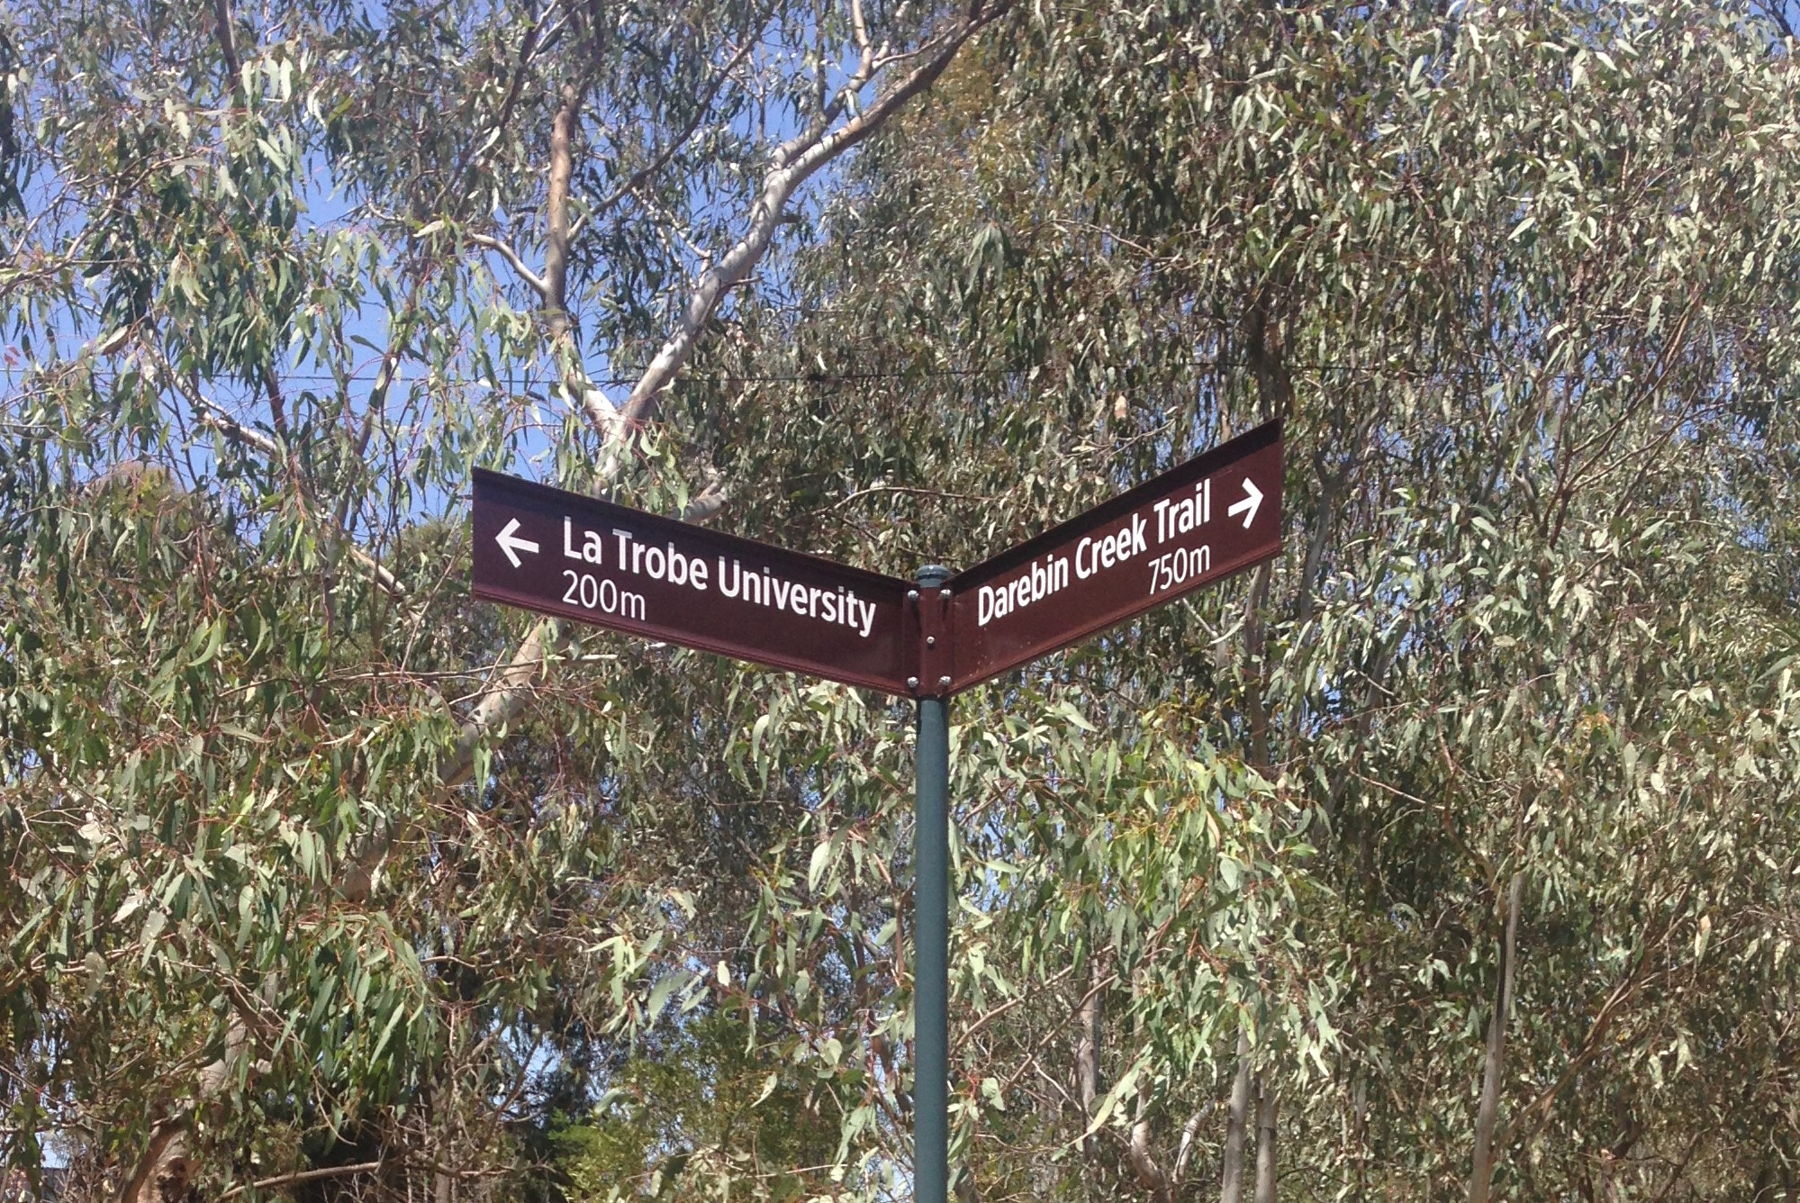 ← La Trobe University
200m
Darebin Creek Trail →
750m